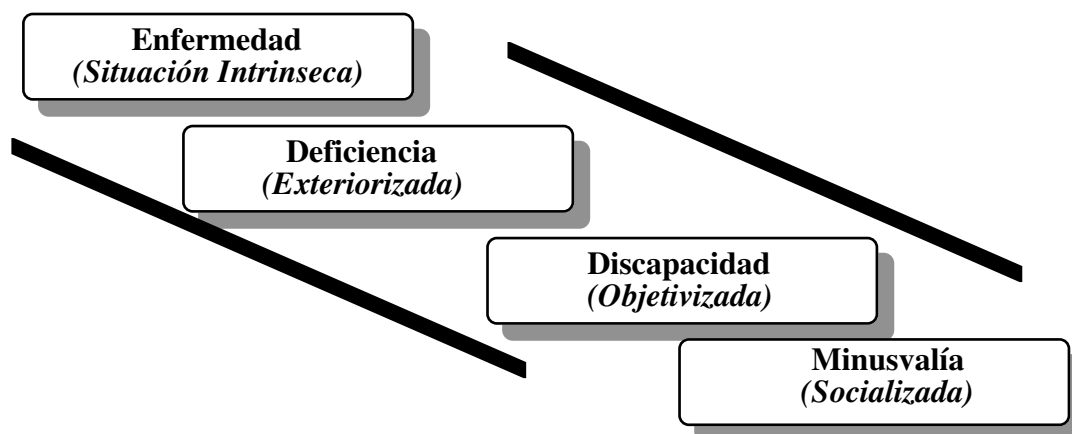 Enfermedad
(Situación Intrinseca)
Deficiencia
(Exteriorizada)
Discapacidad
(Objetivizada)
Minusvalía
(Socializada)